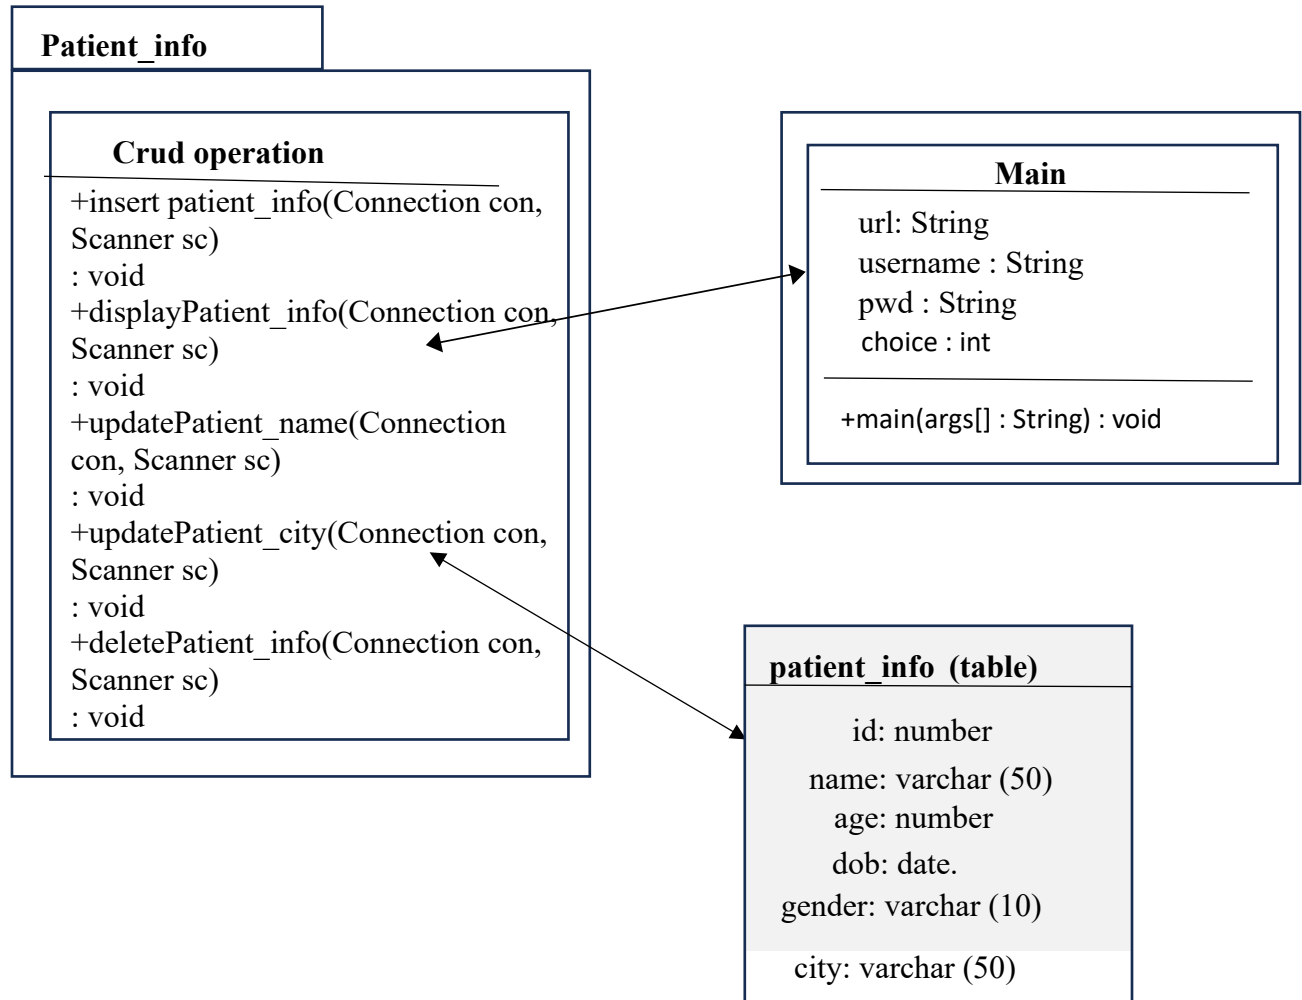 Patient_info
Crud operation
+insert patient_info(Connection con,
Scanner sc)
: void
+displayPatient_info(Connection con,
Scanner sc)
: void
+updatePatient_name(Connection
con, Scanner sc)
: void
+updatePatient_city(Connection con,
Scanner sc)
: void
+deletePatient_info(Connection con,
Scanner sc)
: void
Main
url: String
username : String
pwd : String
choice : int
+main(args[] : String) : void
patient_info (table)
id: number
name: varchar (50)
age: number
dob: date.
gender: varchar (10)
city: varchar (50)